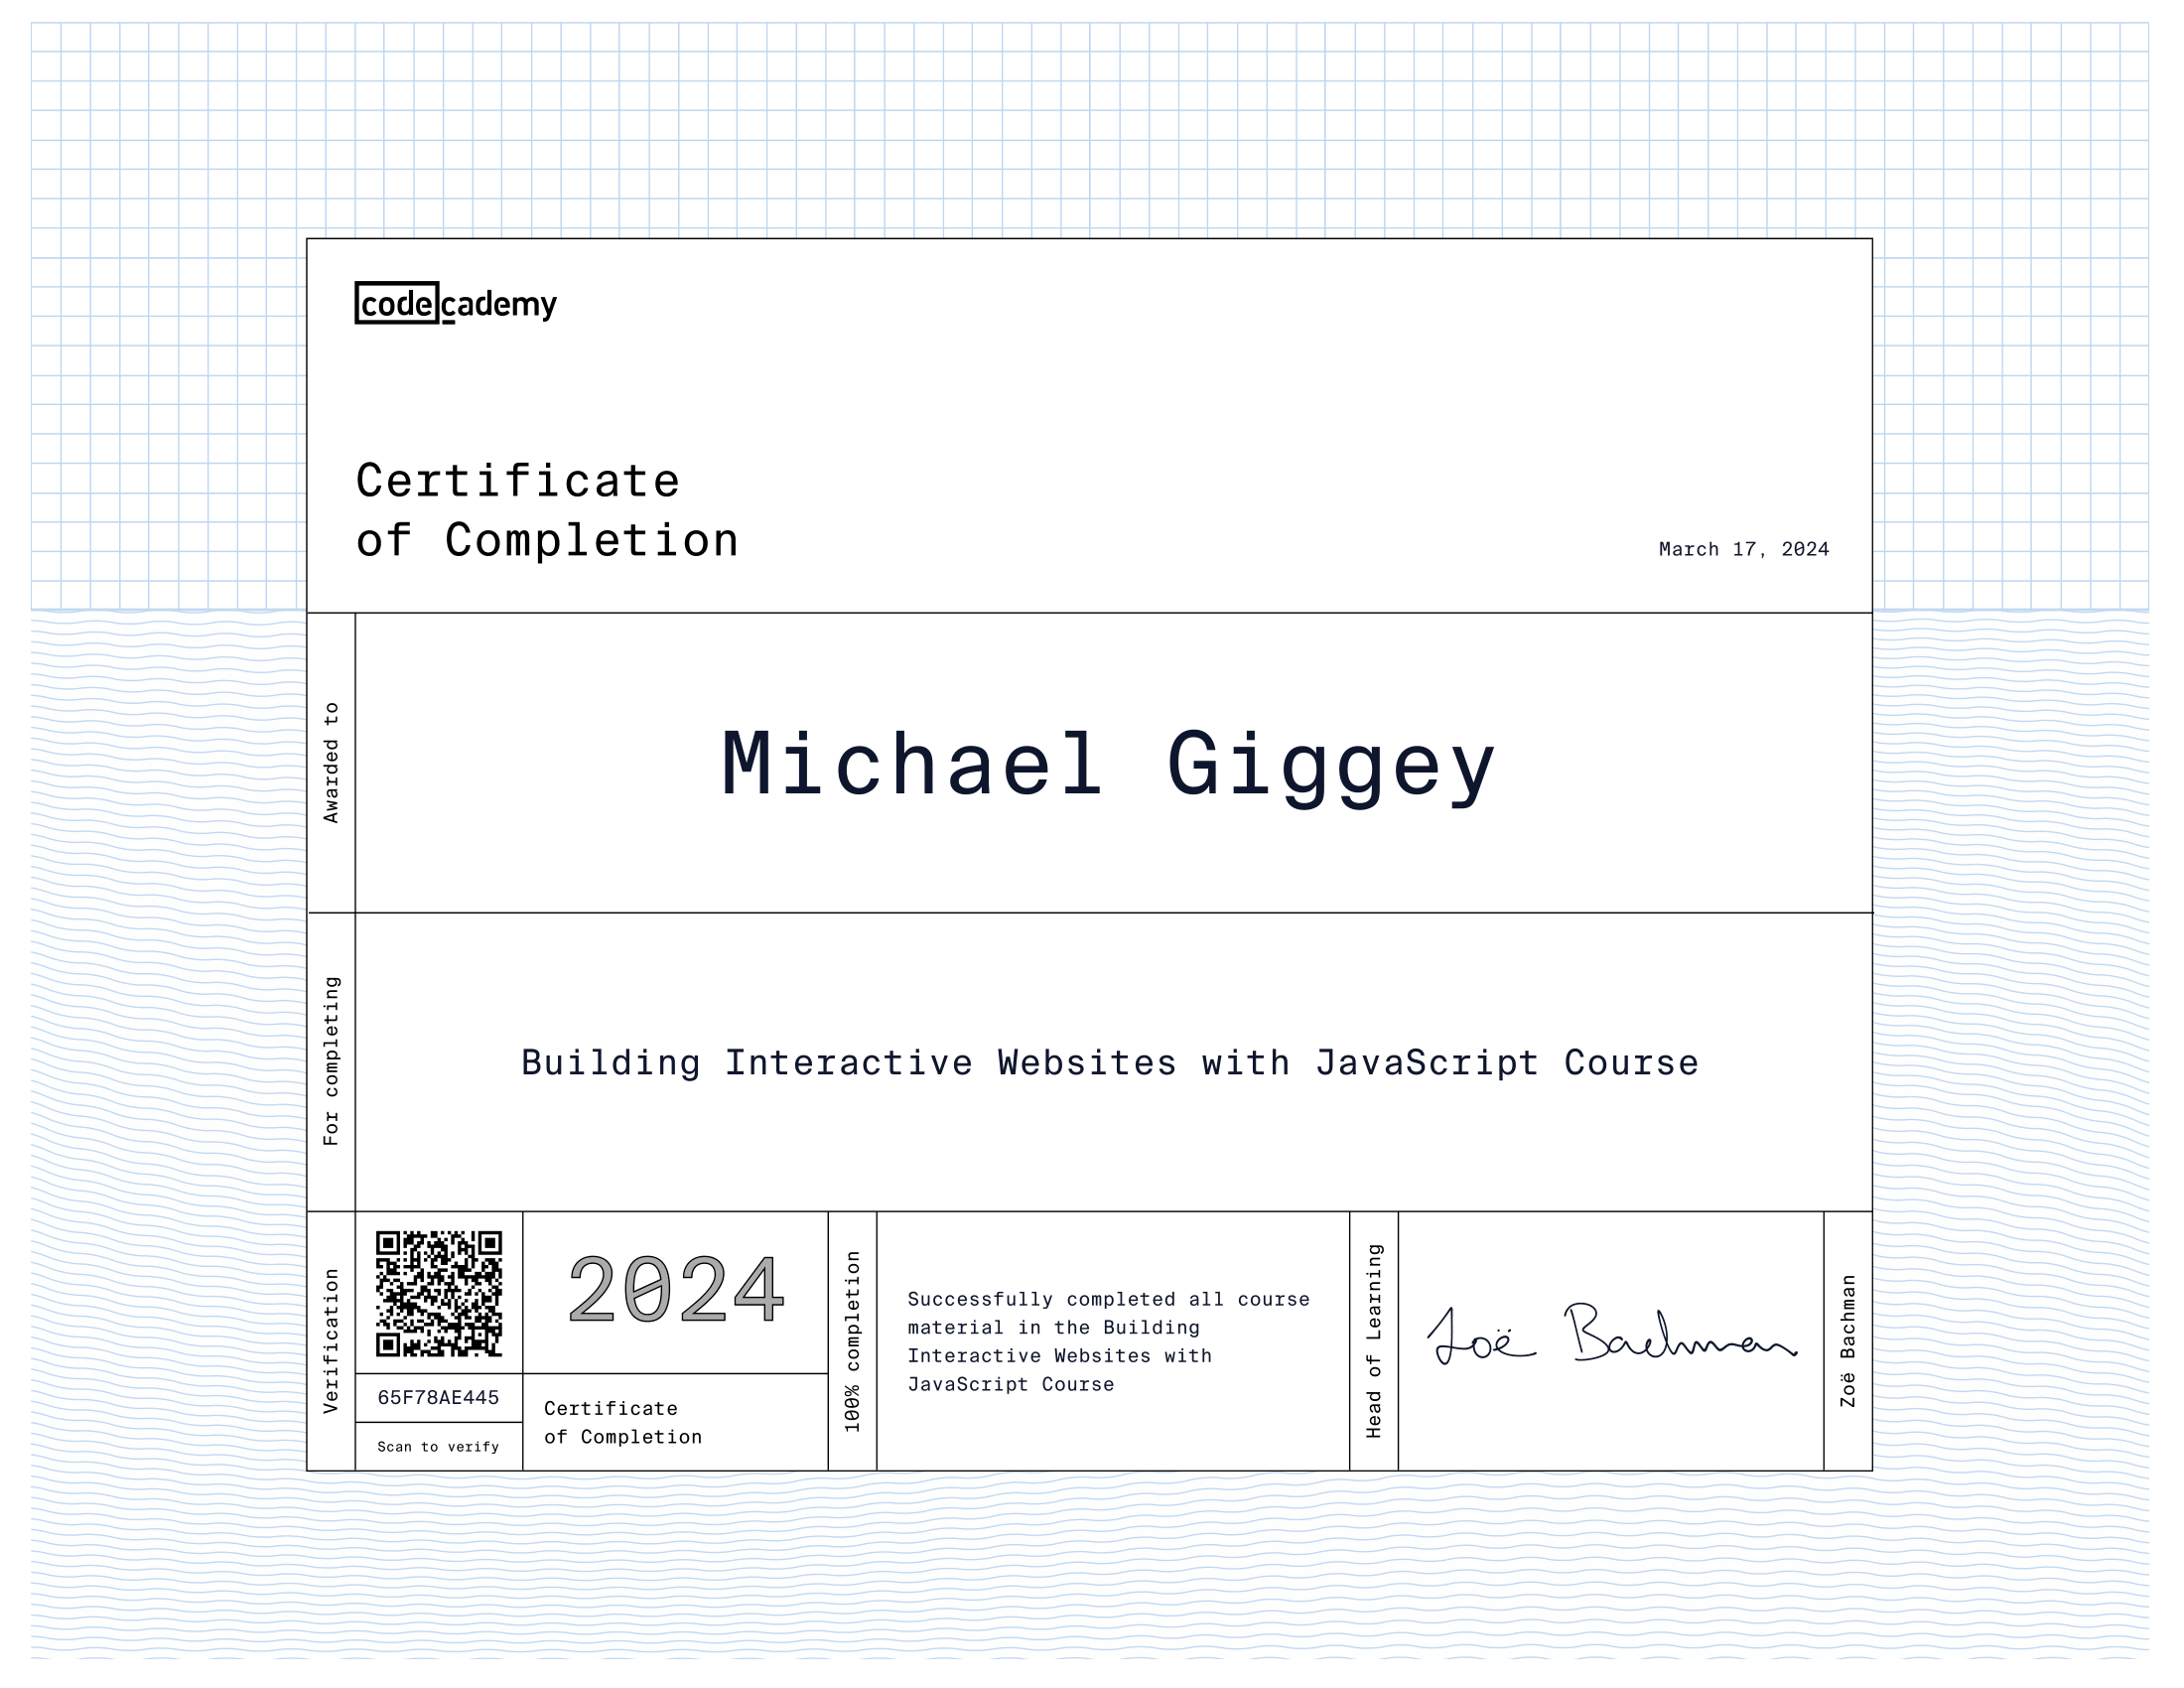 codecademy
Certificate
of Completion
March 17, 2024
Awarded to
Michael Giggey
For completing
Building Interactive Websites with JavaScript Course
Verification
65F78AE445
Scan to verify
2024
Certificate
of Completion
100% completion
Successfully completed all course
material in the Building
Interactive Websites with
JavaScript Course
Head of Learning
Zoë Bachman
Zoë Bachman